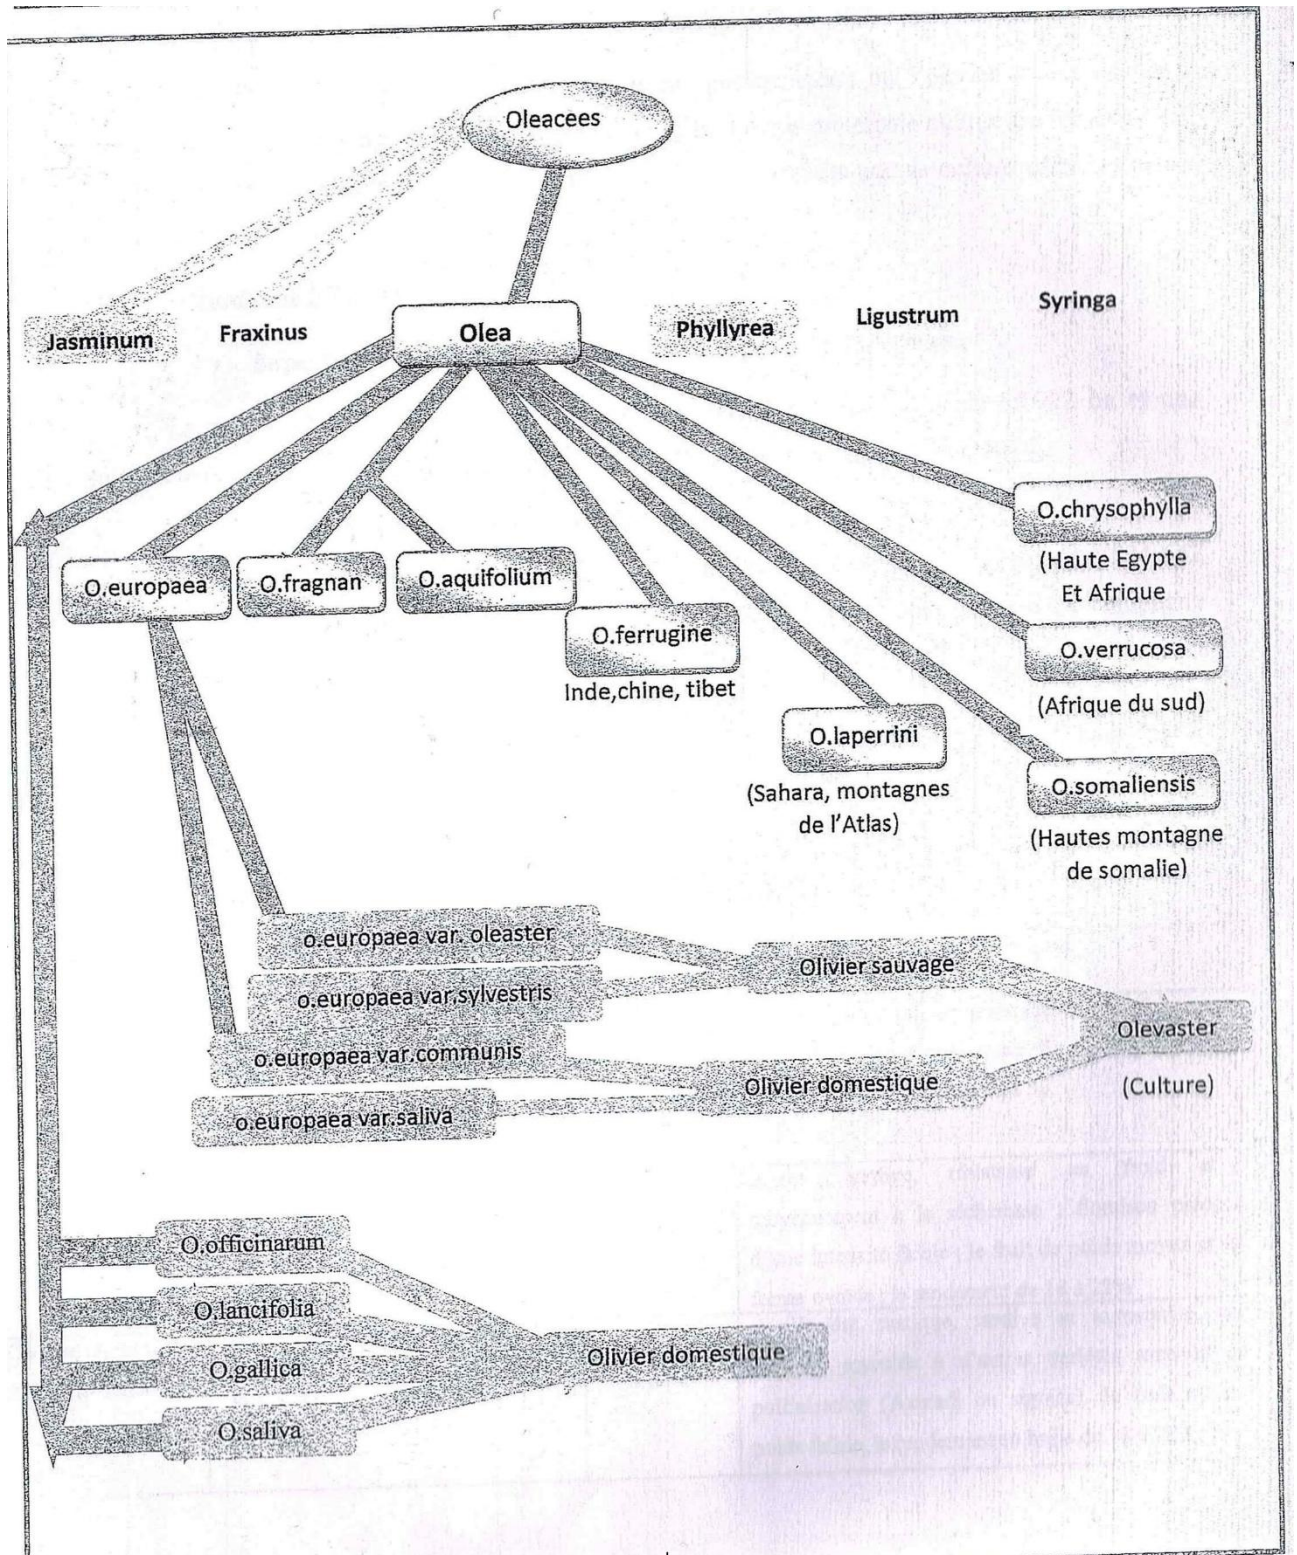 Oleacées
Jasminum
Fraxinus
Olea
Phyllyrea
Ligustrum
Syringa
O.chrysophylla
(Haute Egypte
Et Afrique
O.europaea
O.fragnan
O.aquifolium
O.ferrugine
Inde,chine, tibet
O.verrucosa
(Afrique du sud)
O.laperrini
(Sahara, montagnes
de l'Atlas)
O.somaliensis
(Hautes montagne
de somalie)
o.europaea var. oleaster
o.europaea var.sylvestris
Olivier sauvage
o.europaea var.communis
o.europaea var.saliva
Olivier domestique
Olevaster
(Culture)
O.officinarum
O.lancifolia
O.gallica
O.saliva
Olivier domestique